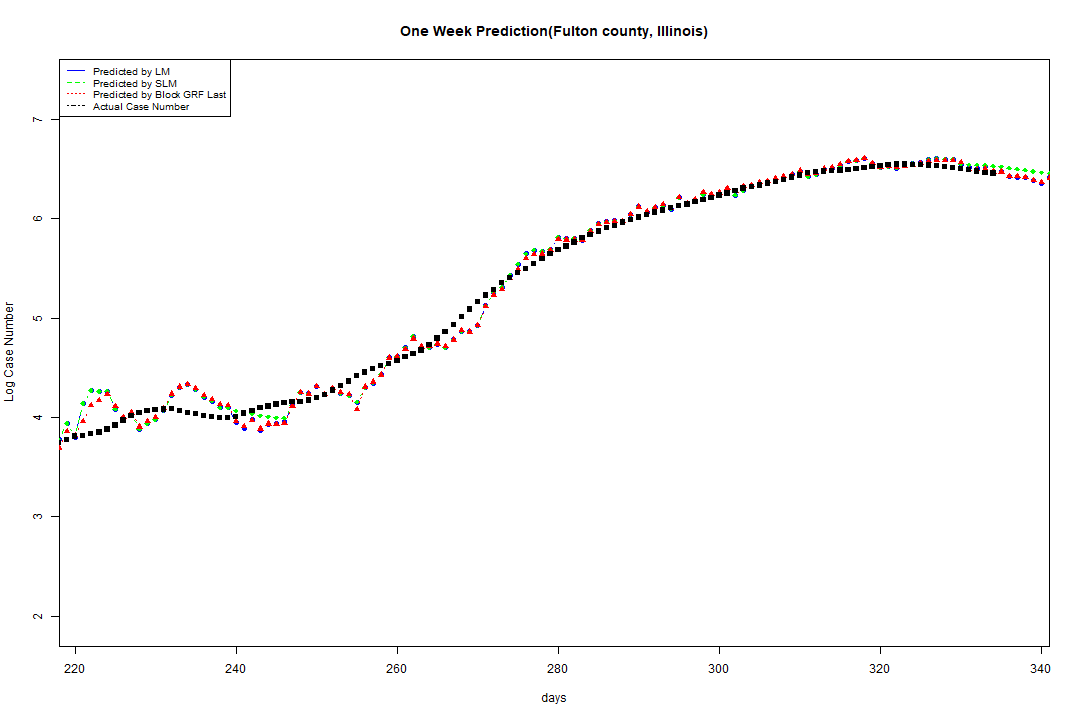 One Week Prediction(Fulton county, Illinois)
Predicted by LM
Predicted by SLM
Predicted by Block GRF Last
Actual Case Number
7
6
5
4
3
2
Log Case Number
220 240 260 280 300 320 340
days